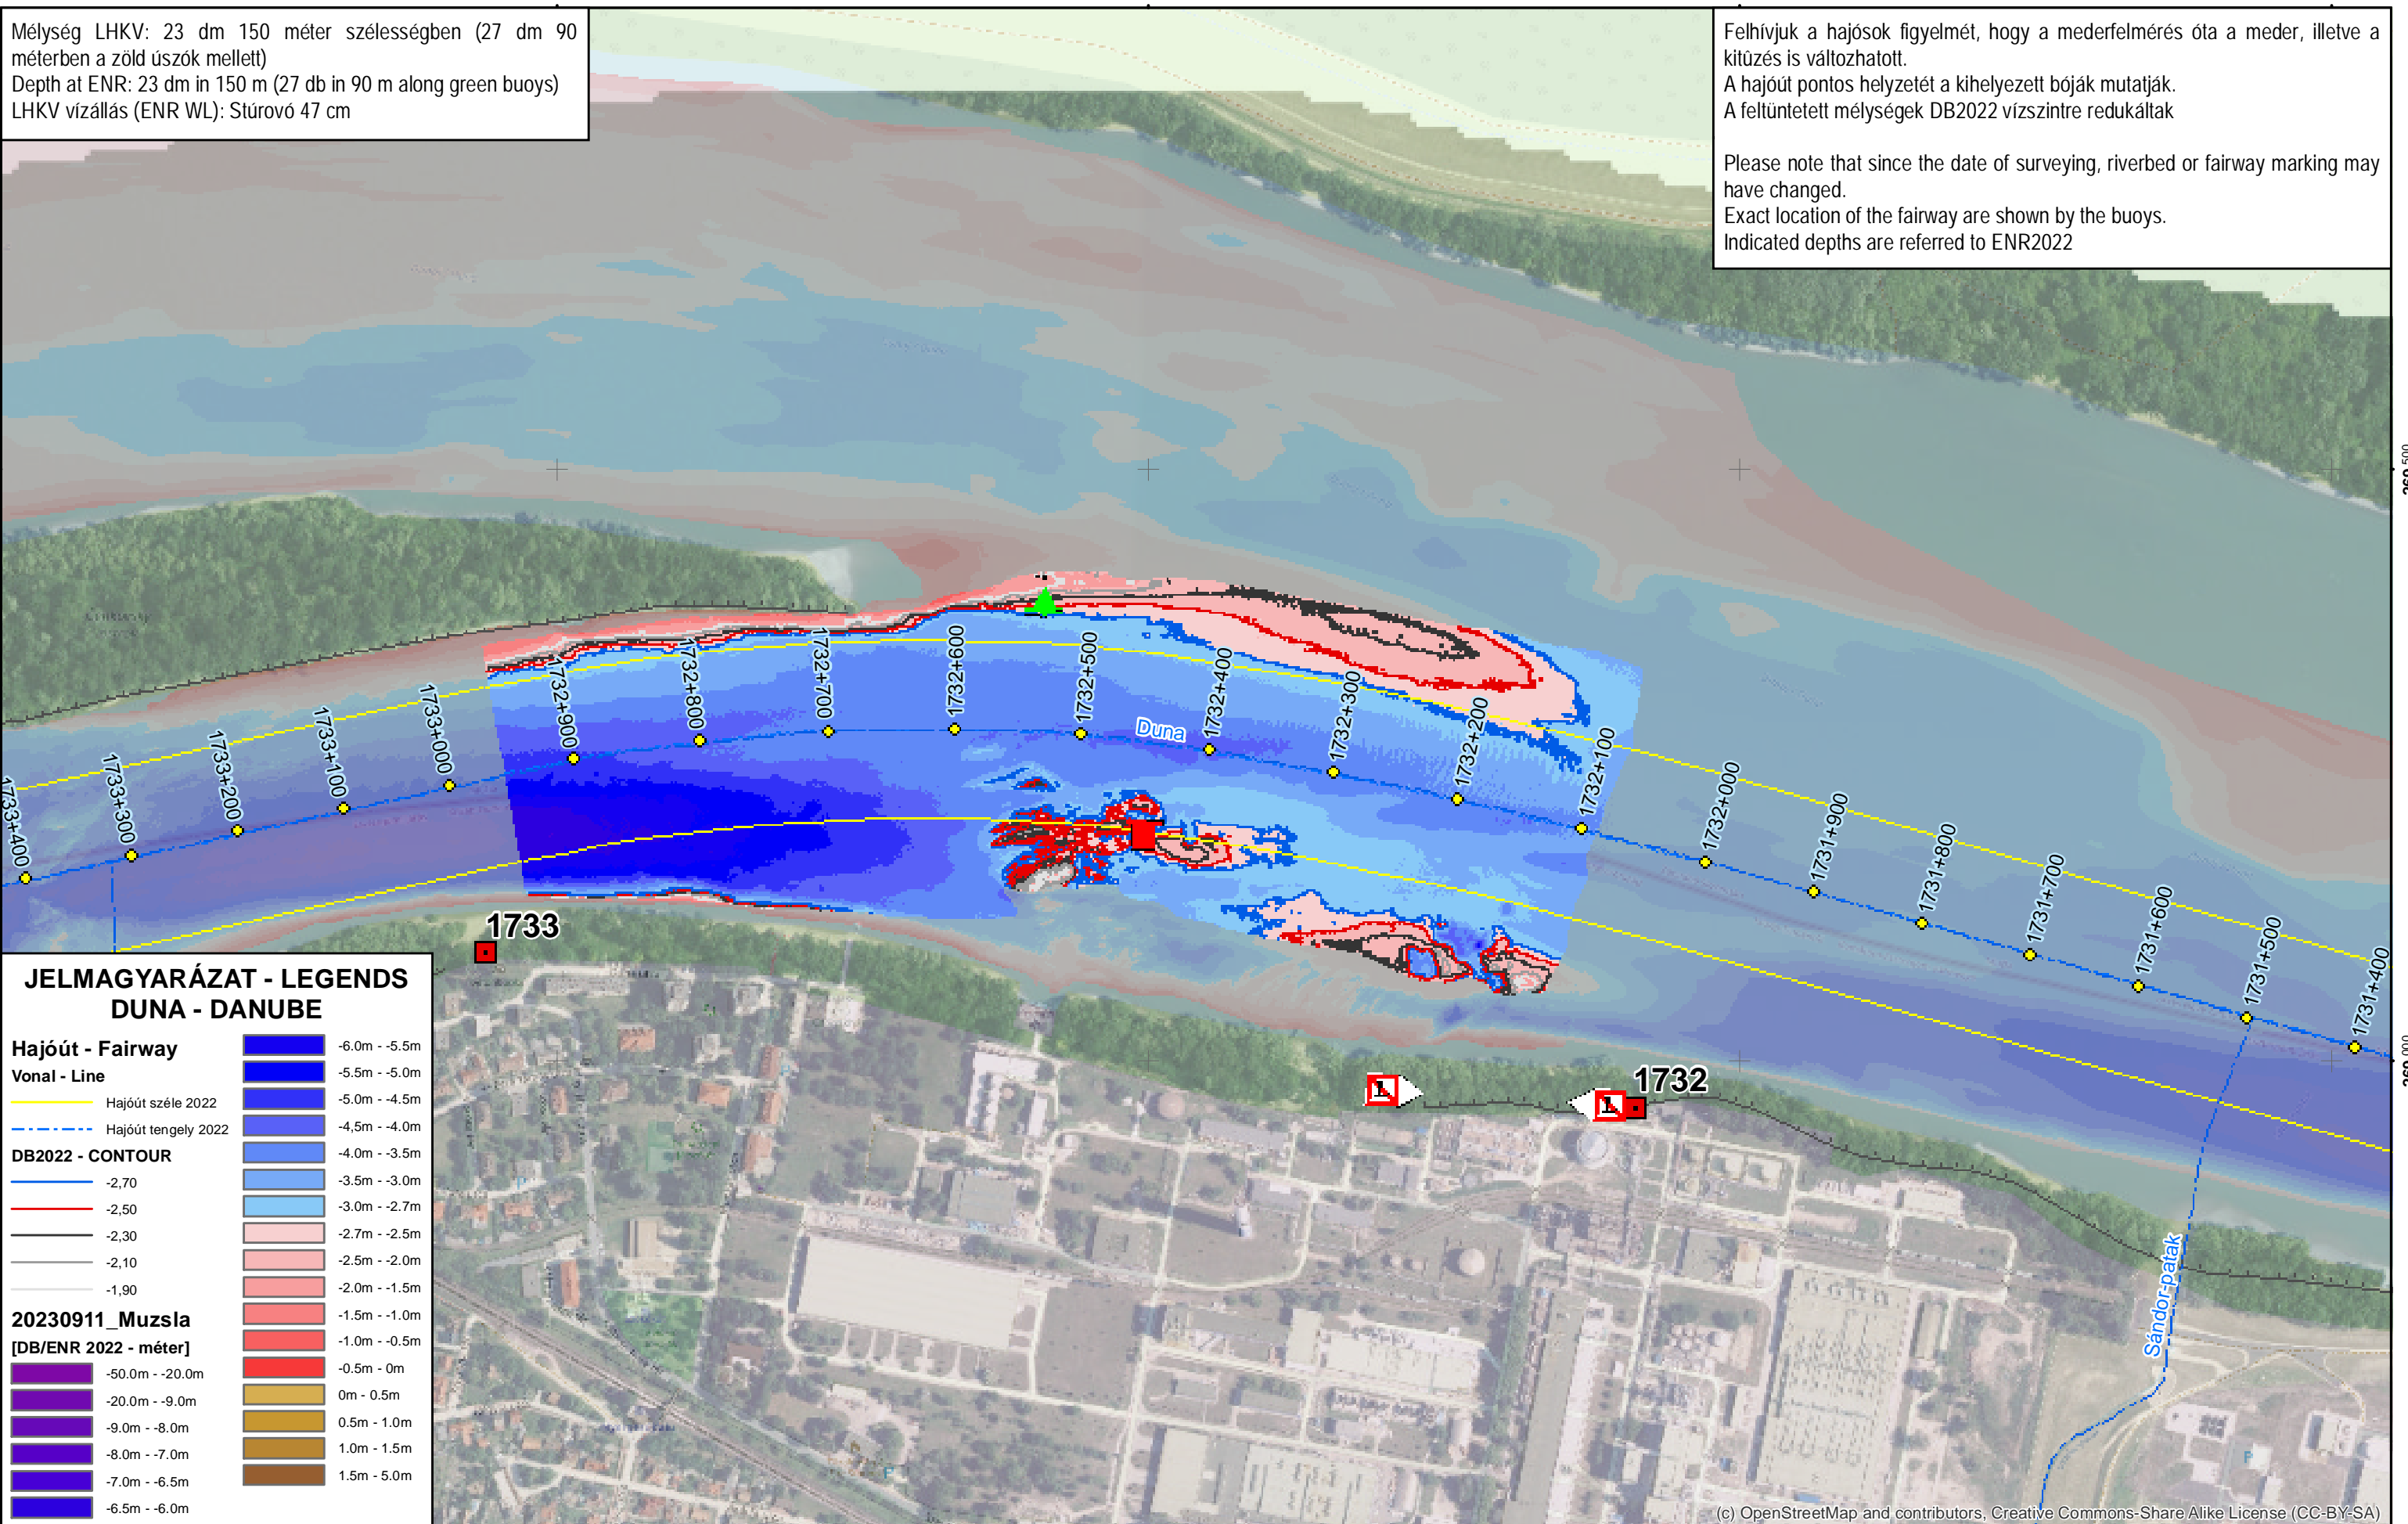 Mélység LHKV: 23 dm 150 méter szélességben (27 dm 90
méterben a zöld úszók mellett)
Depth at ENR: 23 dm in 150 m (27 db in 90 m along green buoys)
LHKV vízállás (ENR WL): Stúrovó 47 cm
Felhívjuk a hajósok figyelmét, hogy a mederfelmérés óta a meder, illetve a
kitűzés is változhatott.
A hajóút pontos helyzetét a kihelyezett bóják mutatják.
A feltüntetett mélységek DB2022 vízszintre redukáltak
Please note that since the date of surveying, riverbed or fairway marking may
have changed.
Exact location of the fairway are shown by the buoys.
Indicated depths are referred to ENR2022
1733+400
1733+300
1733+200
1733+100
1733+000
1732+900
1732+800
1732+700
1732+600
1732+500
Duna
1732+400
1732+300
1732+200
1732+100
1732+000
1731+900
1731+800
1731+700
1731+600
1731+500
1731+400
1733
1732
Sándor-patak
JELMAGYARÁZAT - LEGENDS
DUNA - DANUBE
Hajóút - Fairway
Vonal - Line
Hajóút széle 2022
Hajóút tengely 2022
DB2022 - CONTOUR
-2,70
-2,50
-2,30
-2,10
-1,90
20230911_Muzsla
[DB/ENR 2022 - méter]
-50.0m - -20.0m
-20.0m - -9.0m
-9.0m - -8.0m
-8.0m - -7.0m
-7.0m - -6.5m
-6.5m - -6.0m
-6.0m - -5.5m
-5.5m - -5.0m
-5.0m - -4.5m
-4,5m - -4.0m
-4.0m - -3.5m
-3.5m - -3.0m
-3.0m - -2.7m
-2.7m - -2.5m
-2.5m - -2.0m
-2.0m - -1.5m
-1.5m - -1.0m
-1.0m - -0.5m
-0.5m - 0m
0m - 0.5m
0.5m - 1.0m
1.0m - 1.5m
1.5m - 5.0m
(c) OpenStreetMap and contributors, Creative Commons-Share Alike License (CC-BY-SA)